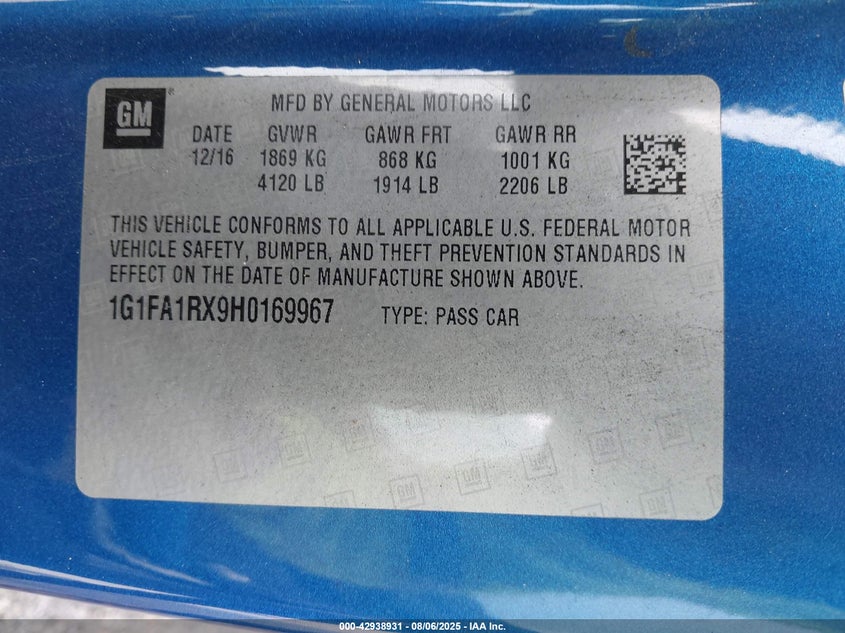 GM®
MFD BY GENERAL MOTORS LLC
DATE GVWR GAWR FRT GAWR RR
12/16 1869 KG 868 KG 1001 KG
4120 LB 1914 LB 2206 LB
THIS VEHICLE CONFORMS TO ALL APPLICABLE U.S. FEDERAL MOTOR
VEHICLE SAFETY, BUMPER, AND THEFT PREVENTION STANDARDS IN
EFFECT ON THE DATE OF MANUFACTURE SHOWN ABOVE.
1G1FA1RX9H0169967 TYPE: PASS CAR
000-42938931 - 08/06/2025 - IAA Inc.